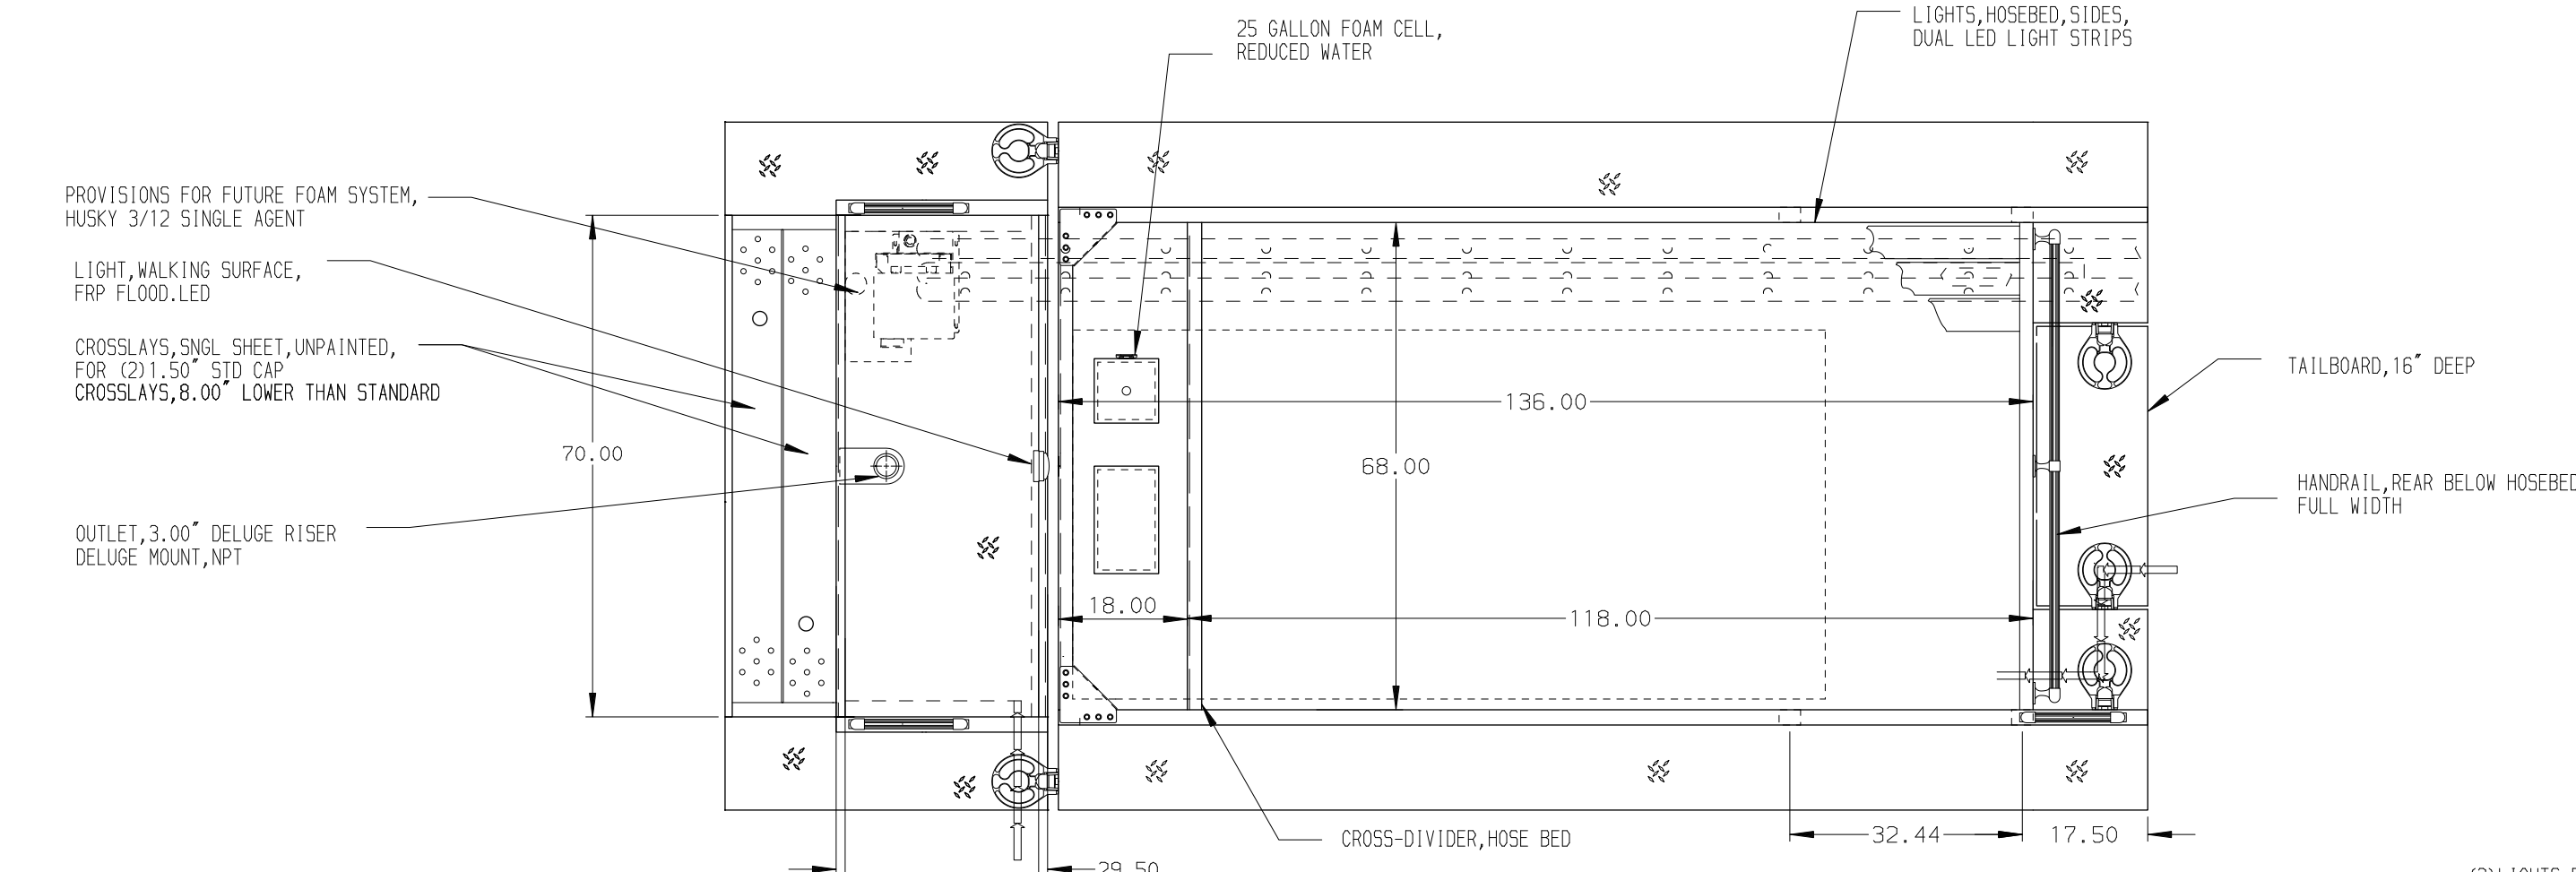 LIGHTS,HOSEBED,SIDES,
DUAL LED LIGHT STRIPS
25 GALLON FOAM CELL,
REDUCED WATER
PROVISIONS FOR FUTURE FOAM SYSTEM,
HUSKY 3/12 SINGLE AGENT
LIGHT,WALKING SURFACE,
FRP FLOOD.LED
CROSSLAYS,SNGL SHEET,UNPAINTED,
FOR (2)1.50" STD CAP
CROSSLAYS,8.00" LOWER THAN STANDARD
OUTLET,3.00" DELUGE RISER
DELUGE MOUNT,NPT
70.00
136.00
68.00
18.00
118.00
TAILBOARD,16" DEEP
HANDRAIL,REAR BELOW HOSEBED
FULL WIDTH
CROSS-DIVIDER,HOSE BED
32.44
17.50
29.50